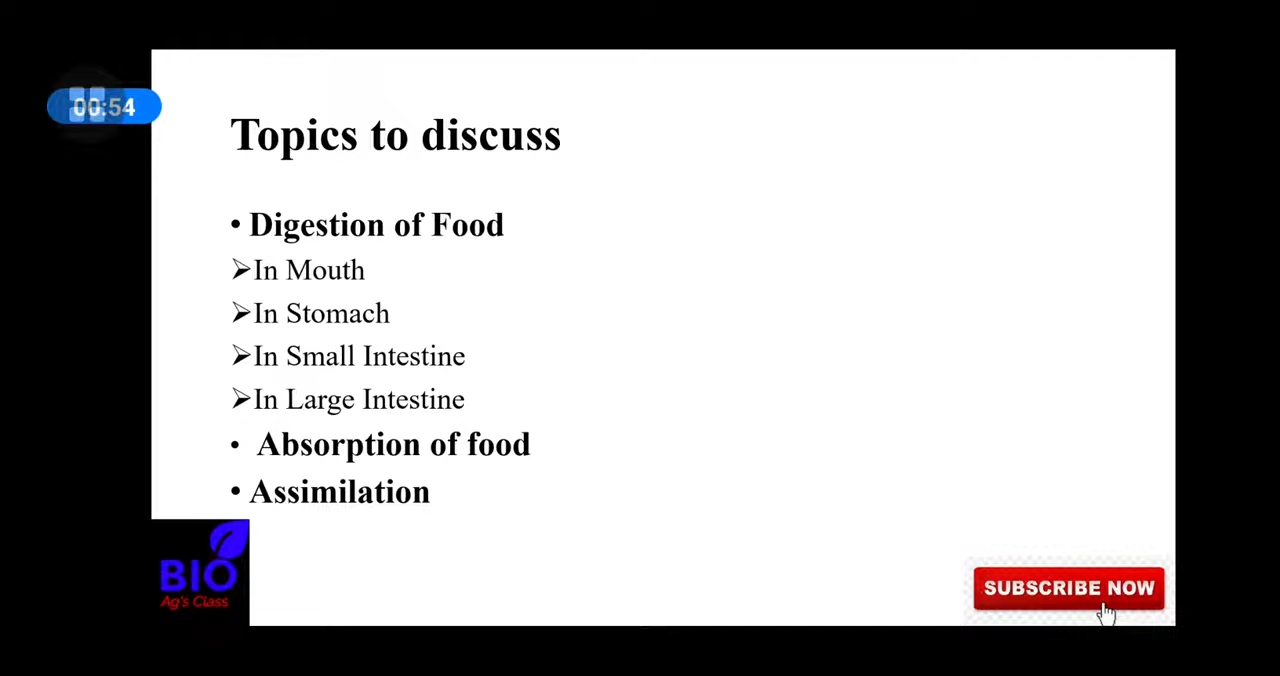 00:54
Topics to discuss
• Digestion of Food
➢In Mouth
➢In Stomach
➢In Small Intestine
➢In Large Intestine
• Absorption of food
• Assimilation
BIO
Ag's Class
SUBSCRIBE NOW